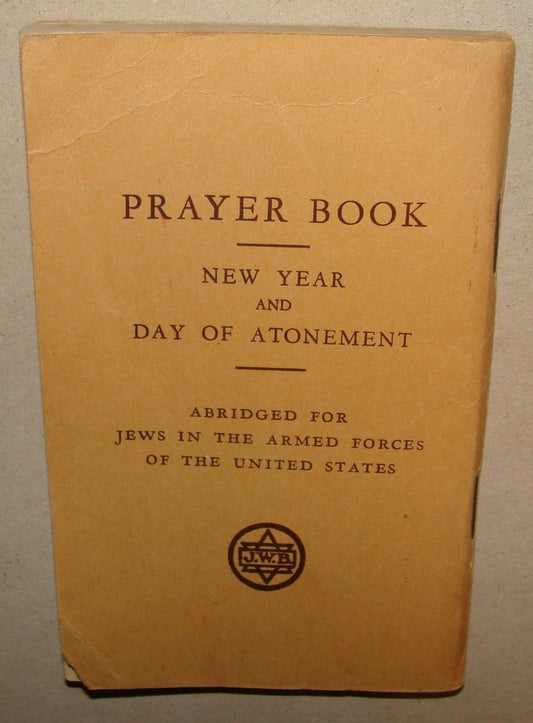 PRAYER BOOK
NEW YEAR
AND
DAY OF ATONEMENT
ABRIDGED FOR
JEWS IN THE ARMED FORCES
OF THE UNITED STATES
J.W.B.